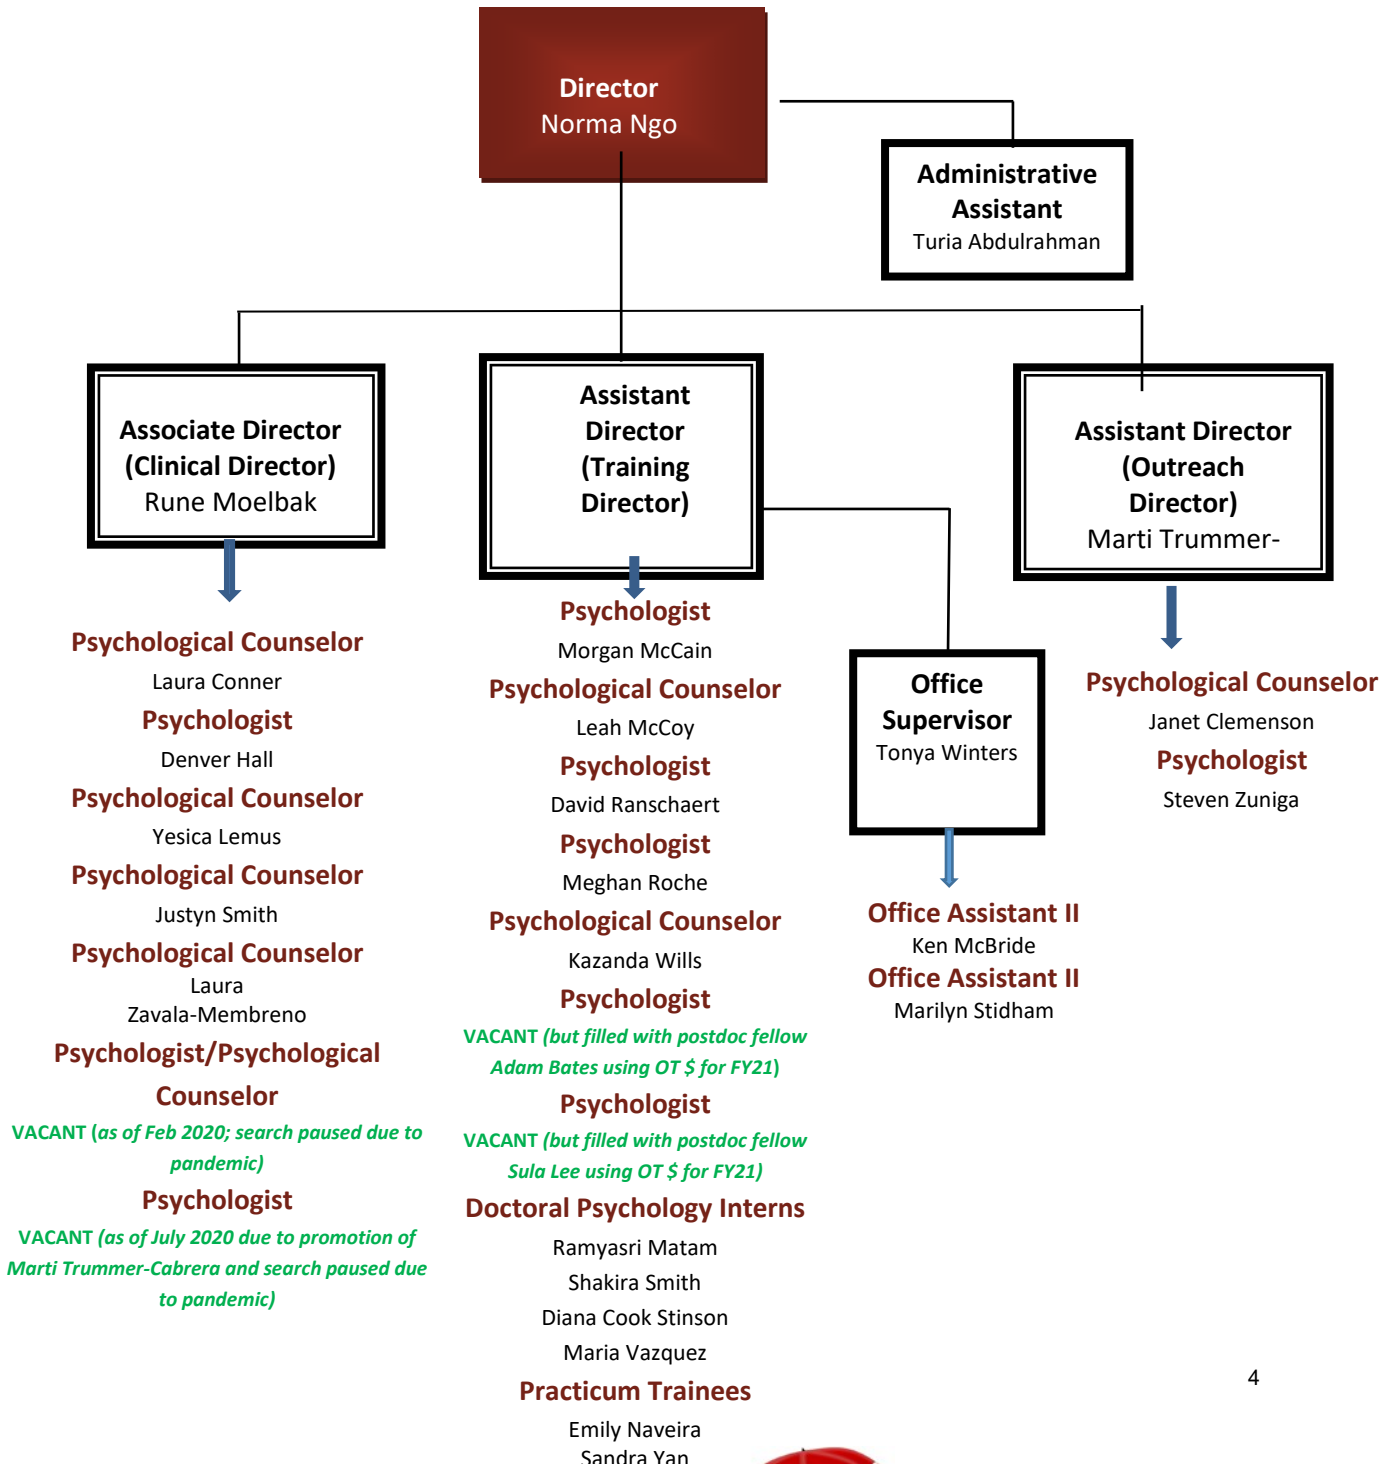 Director
Norma Ngo
Administrative
Assistant
Turia Abdulrahman
Associate Director
(Clinical Director)
Rune Moelbak
Assistant
Director
(Training
Director)
Assistant Director
(Outreach
Director)
Marti Trummer-
Psychological Counselor
Laura Conner
Psychologist
Denver Hall
Psychological Counselor
Yesica Lemus
Psychological Counselor
Justyn Smith
Psychological Counselor
Laura
Zavala-Membreno
Psychologist/Psychological
Counselor
VACANT (as of Feb 2020; search paused due to
pandemic)
Psychologist
VACANT (as of July 2020 due to promotion of
Marti Trummer-Cabrera and search paused due
to pandemic)
Psychologist
Morgan McCain
Psychological Counselor
Leah McCoy
Psychologist
David Ranschaert
Psychologist
Meghan Roche
Psychological Counselor
Kazanda Wills
Psychologist
VACANT (but filled with postdoc fellow
Adam Bates using OT $ for FY21)
Psychologist
VACANT (but filled with postdoc fellow
Sula Lee using OT $ for FY21)
Doctoral Psychology Interns
Ramyasri Matam
Shakira Smith
Diana Cook Stinson
Maria Vazquez
Practicum Trainees
Emily Naveira
Sandra Yan
Office
Supervisor
Tonya Winters
Office Assistant II
Ken McBride
Office Assistant II
Marilyn Stidham
Psychological Counselor
Janet Clemenson
Psychologist
Steven Zuniga
4